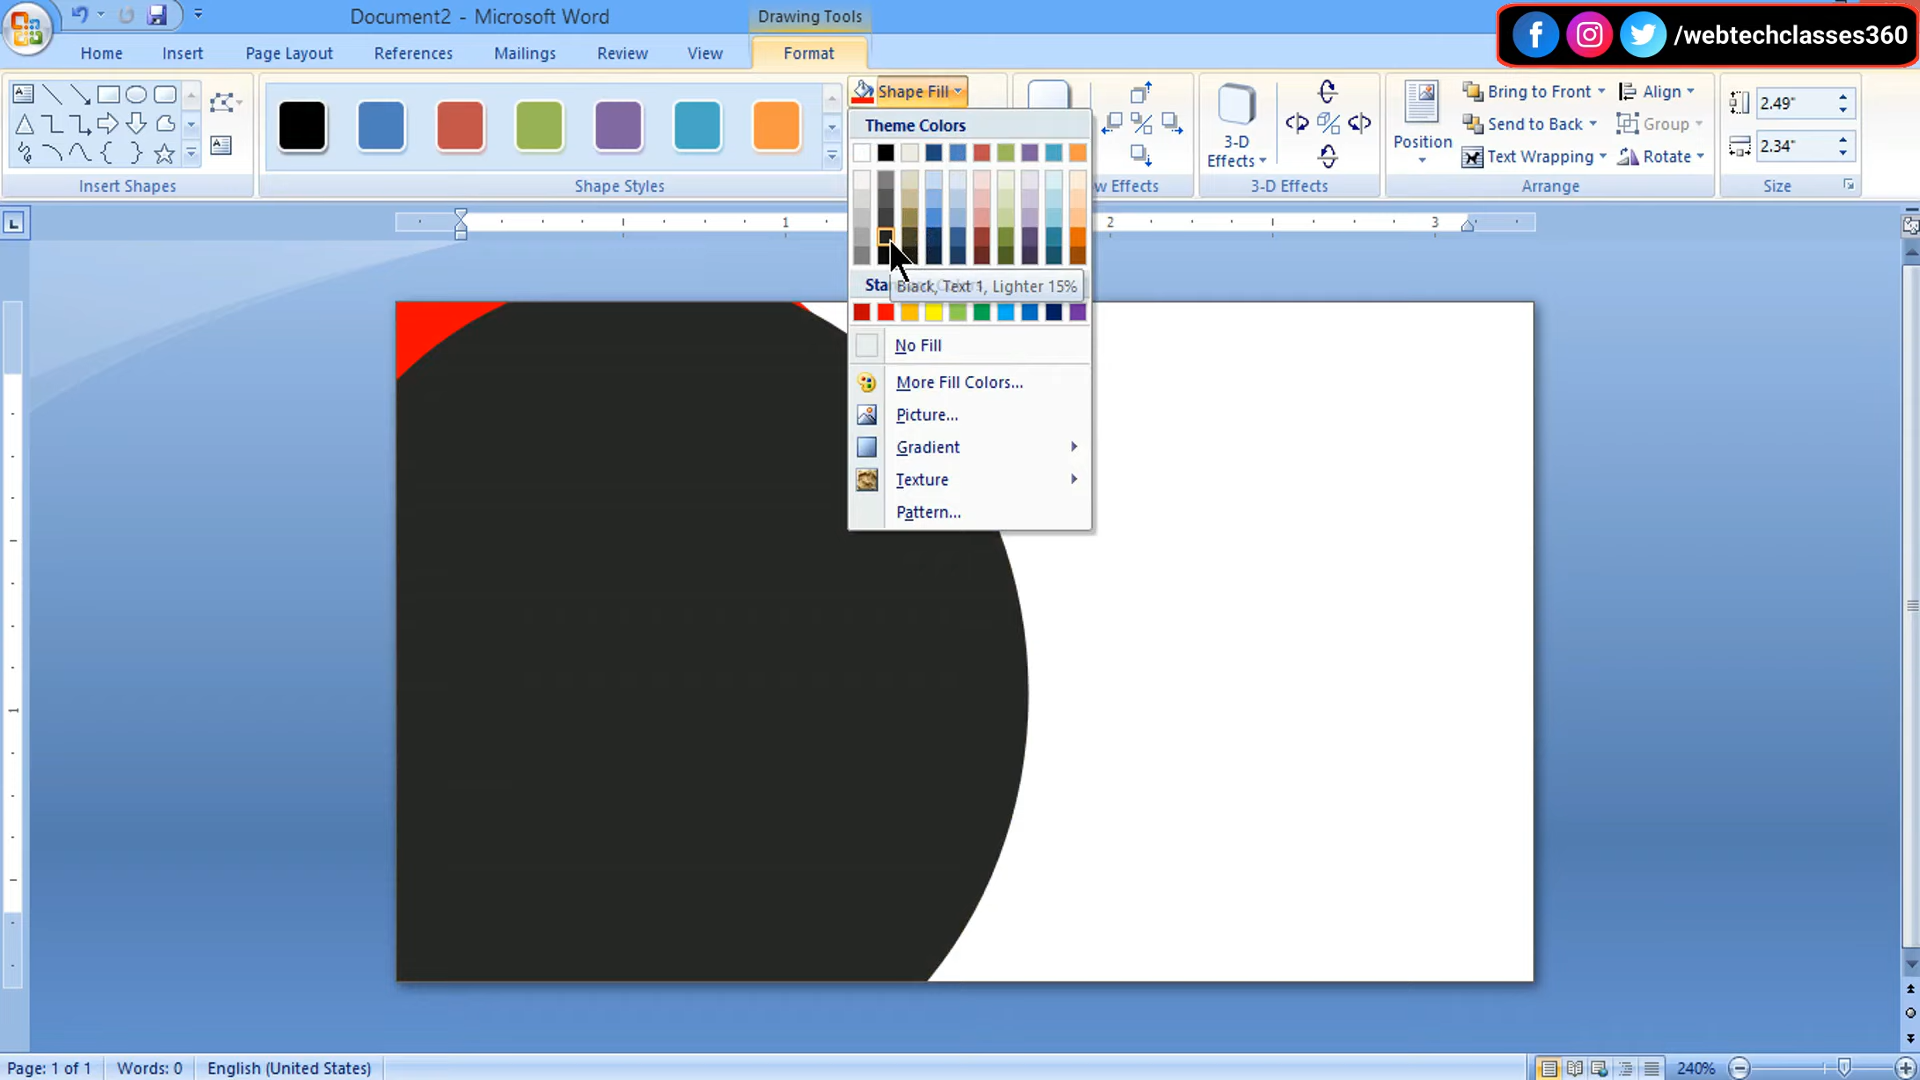 Document2 - Microsoft Word
Drawing Tools
/webtechclasses360
Home
Insert
Page Layout
References
Mailings
Review
View
Format
Shape Fill
Bring to Front
Align
2.49"
Theme Colors
3-D
Effects
Position
Send to Back
Group
Text Wrapping
Rotate
2.34"
Insert Shapes
Shape Styles
w Effects
3-D Effects
Arrange
Size
1
2
3
Black, Text 1, Lighter 15%
Sta
No Fill
More Fill Colors...
Picture...
Gradient
Texture
Pattern...
1
Page: 1 of 1
Words: 0
English (United States)
240%